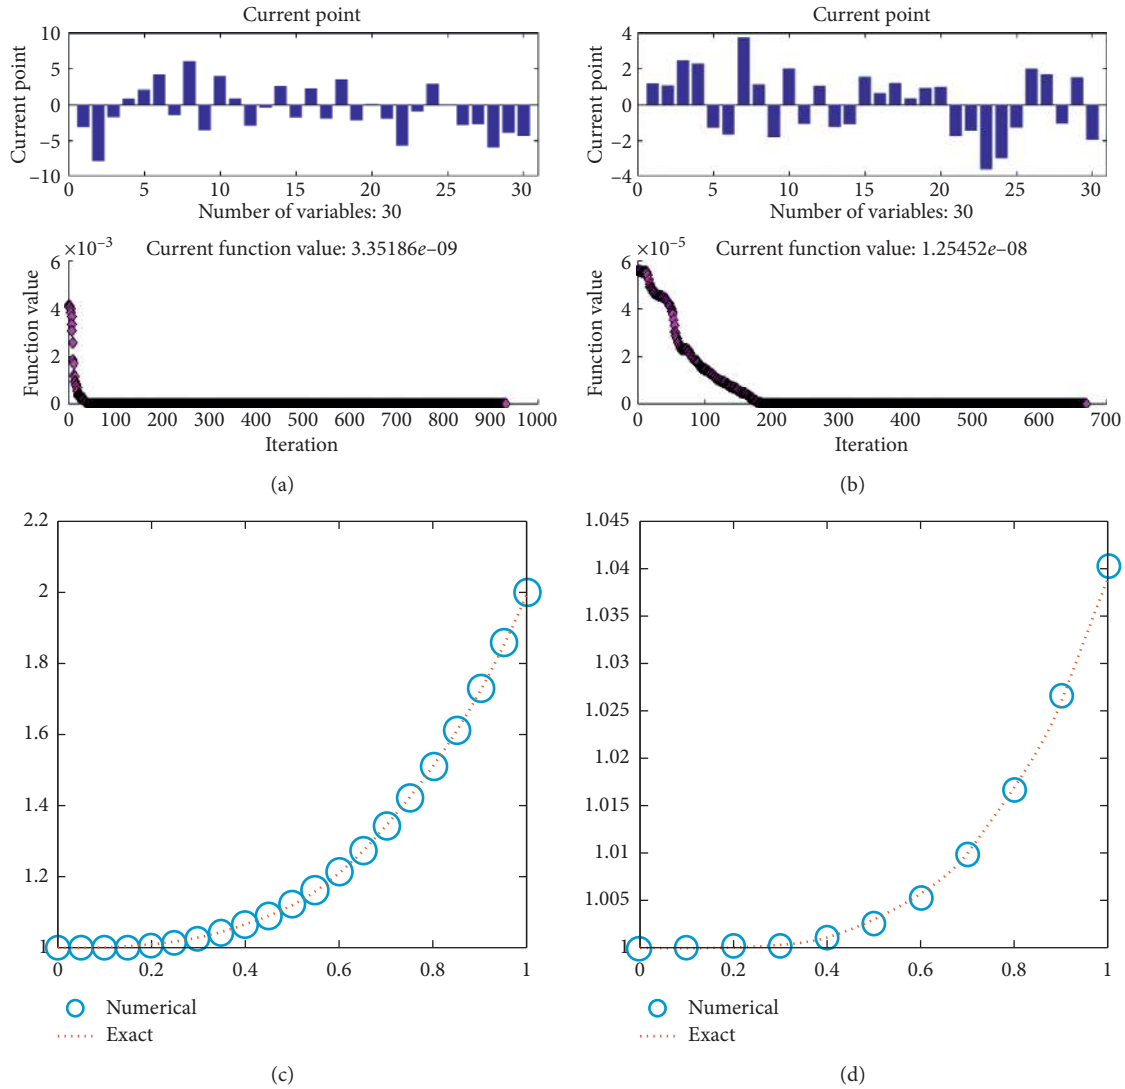 Current point
10
5
0
−5
−10
Current point
0 5 10 15 20 25 30
Number of variables: 30
×10−3
Current function value: 3.35186e–09
6
4
2
0
Function value
0 100 200 300 400 500 600 700 800 900 1000
Iteration
(a)
Current point
4
2
0
−2
−4
Current point
0 5 10 15 20 25 30
Number of variables: 30
×10−5
Current function value: 1.25452e–08
6
4
2
0
Function value
0 100 200 300 400 500 600 700
Iteration
(b)
2.2
2
1.8
1.6
1.4
1.2
1
0 0.2 0.4 0.6 0.8 1
Numerical
Exact
(c)
1.045
1.04
1.035
1.03
1.025
1.02
1.015
1.01
1.005
1
0 0.2 0.4 0.6 0.8 1
Numerical
Exact
(d)